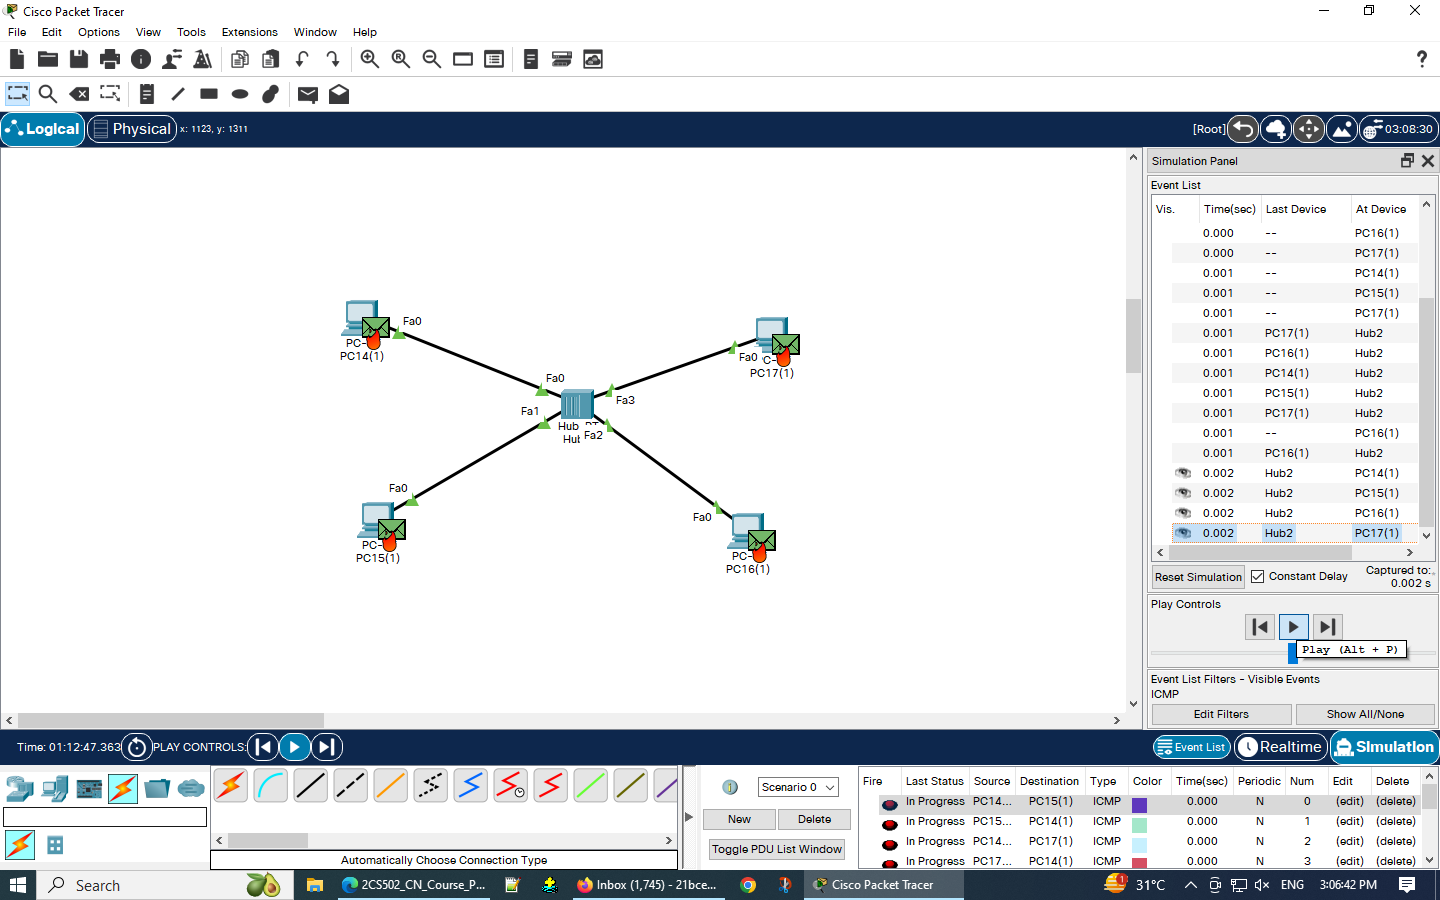 Cisco Packet Tracer
File Edit Options View Tools Extensions Window Help
?
Logical Physical x: 1123, y: 1311 [Root] 03:08:30
Simulation Panel
Event List
Vis. Time(sec) Last Device At Device
0.000 -- PC16(1)
0.000 -- PC17(1)
0.001 -- PC14(1)
0.001 -- PC15(1)
0.001 -- PC17(1)
0.001 PC17(1) Hub2
0.001 PC16(1) Hub2
0.001 PC14(1) Hub2
0.001 PC15(1) Hub2
0.001 PC17(1) Hub2
0.001 -- PC16(1)
0.001 PC16(1) Hub2
0.002 Hub2 PC14(1)
0.002 Hub2 PC15(1)
0.002 Hub2 PC16(1)
0.002 Hub2 PC17(1)
Reset Simulation Constant Delay Captured to:
0.002 s
Play Controls
Play (Alt + P)
Event List Filters - Visible Events
ICMP
Edit Filters Show All/None
Fa0
PC-
PC14(1)
Fa0
PC17(1)
Fa0
Fa3
Fa1
Hub
Fa2
Fa0
PC-
PC15(1)
Fa0
PC-
PC16(1)
Time: 01:12:47.363 PLAY CONTROLS: Event List Realtime Simulation
Scenario 0
New Delete
Toggle PDU List Window
Automatically Choose Connection Type
Fire Last Status Source Destination Type Color Time(sec) Periodic Num Edit Delete
In Progress PC14... PC15(1) ICMP 0.000 N 0 (edit) (delete)
In Progress PC15... PC14(1) ICMP 0.000 N 1 (edit) (delete)
In Progress PC14... PC17(1) ICMP 0.000 N 2 (edit) (delete)
In Progress PC17... PC14(1) ICMP 0.000 N 3 (edit) (delete)
Search 2CS502_CN_Course_P... Inbox (1,745) - 21bce... Cisco Packet Tracer 1 31°C ENG 3:06:42 PM